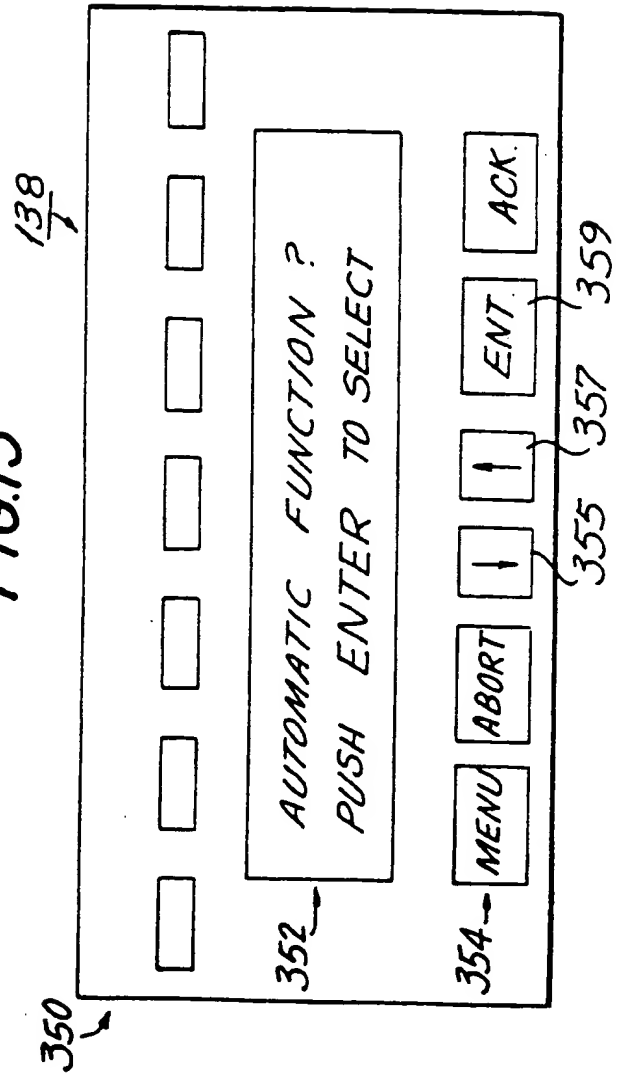 138
350
352
AUTOMATIC FUNCTION ?
PUSH ENTER TO SELECT
354
MENU
ABORT
↓
↑
ENT.
ACK.
355
357
359